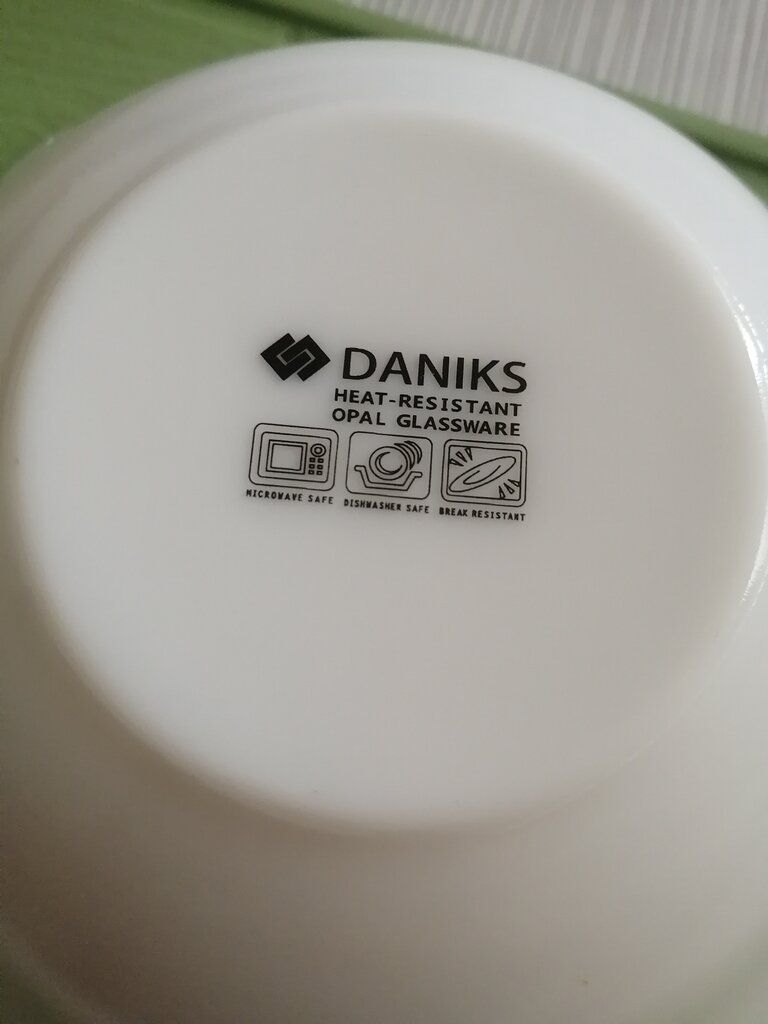 DANIKS
HEAT-RESISTANT
OPAL GLASSWARE
MICROWAVE SAFE DISHWASHER SAFE BREAK RESISTANT